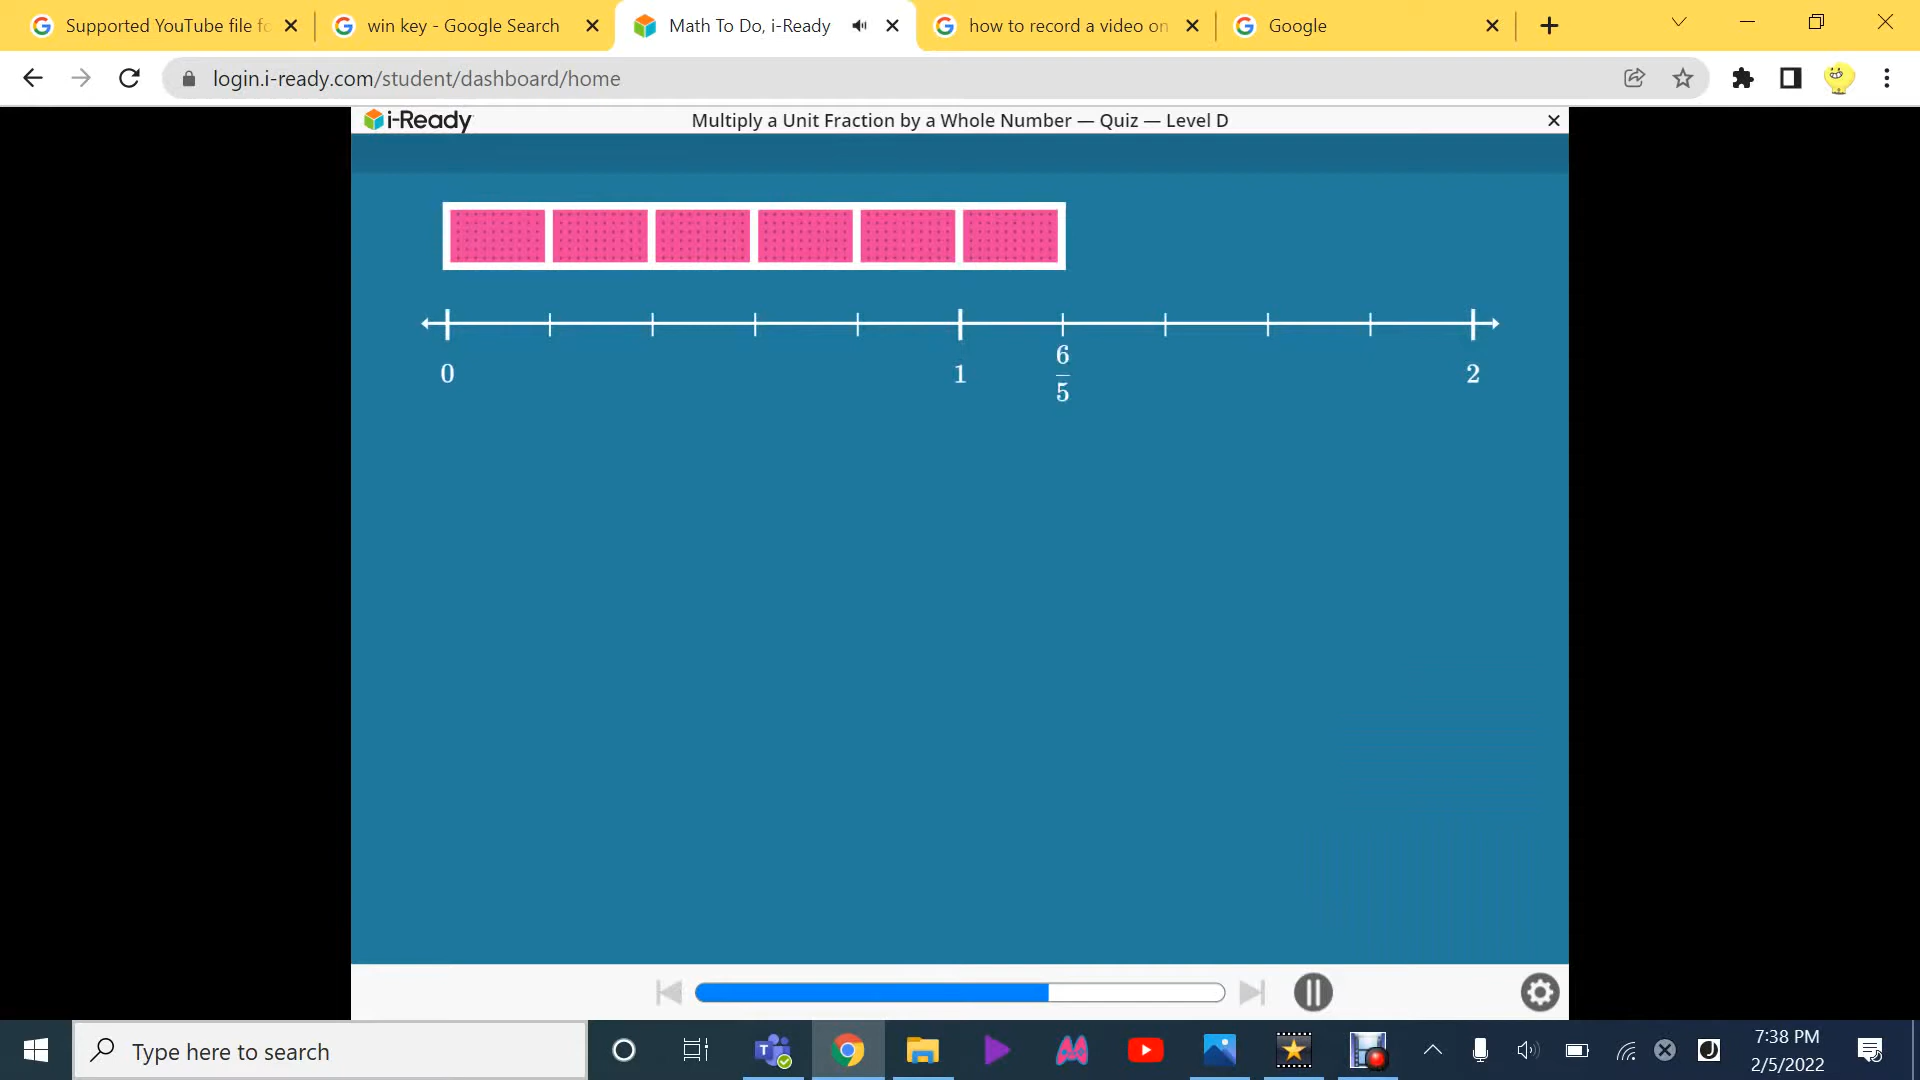 Supported YouTube file fo
win key - Google Search
Math To Do, i-Ready
how to record a video on
Google
login.i-ready.com/student/dashboard/home
i-Ready
Multiply a Unit Fraction by a Whole Number — Quiz — Level D
0 1 6/5 2
Type here to search
7:38 PM
2/5/2022